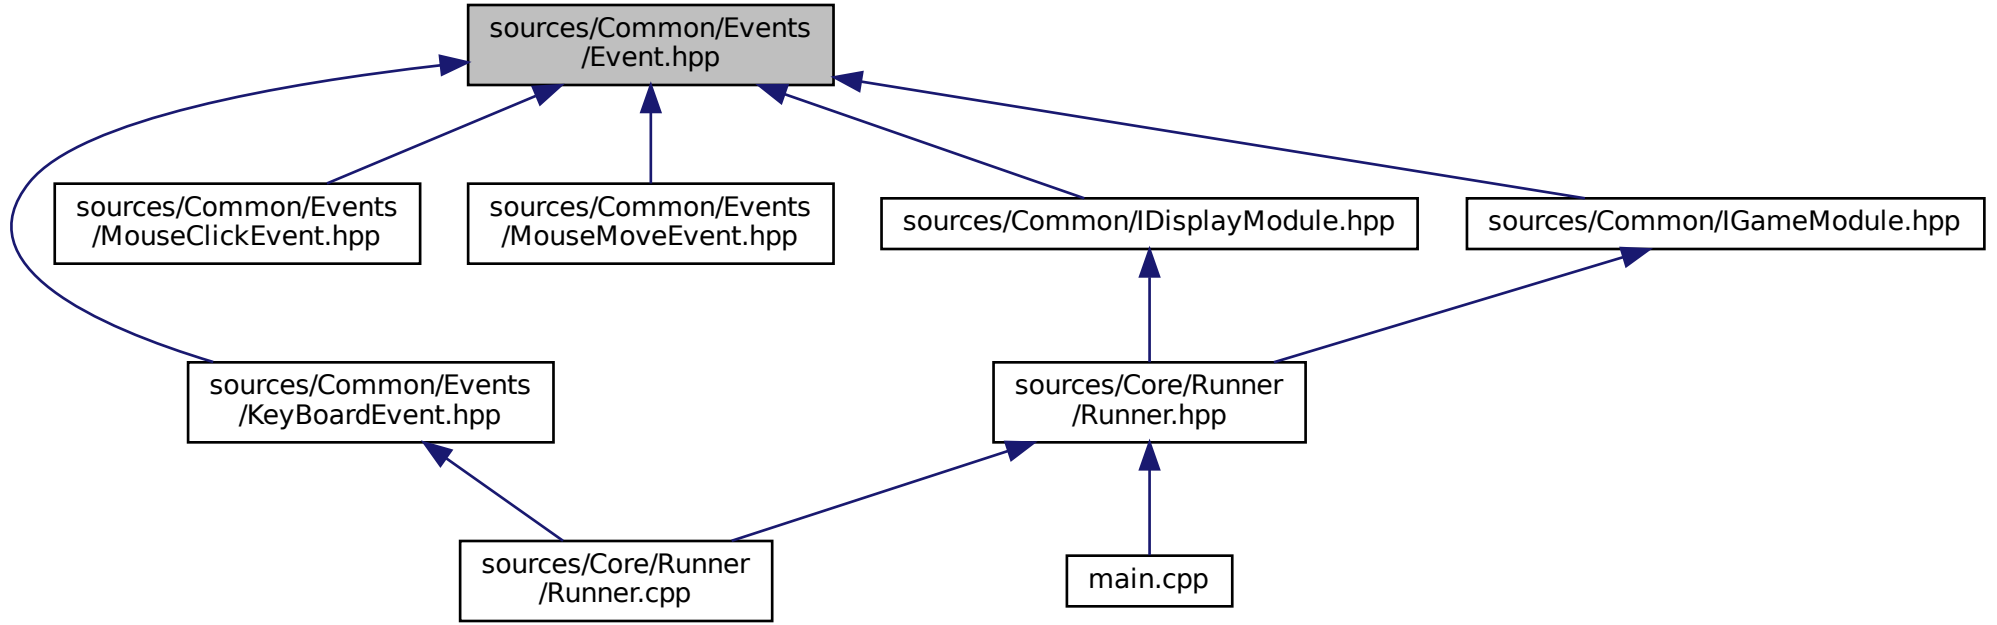 sources/Common/Events
/Event.hpp
sources/Common/Events
/MouseClickEvent.hpp
sources/Common/Events
/MouseMoveEvent.hpp
sources/Common/IDisplayModule.hpp
sources/Common/IGameModule.hpp
sources/Common/Events
/KeyBoardEvent.hpp
sources/Core/Runner
/Runner.hpp
sources/Core/Runner
/Runner.cpp
main.cpp